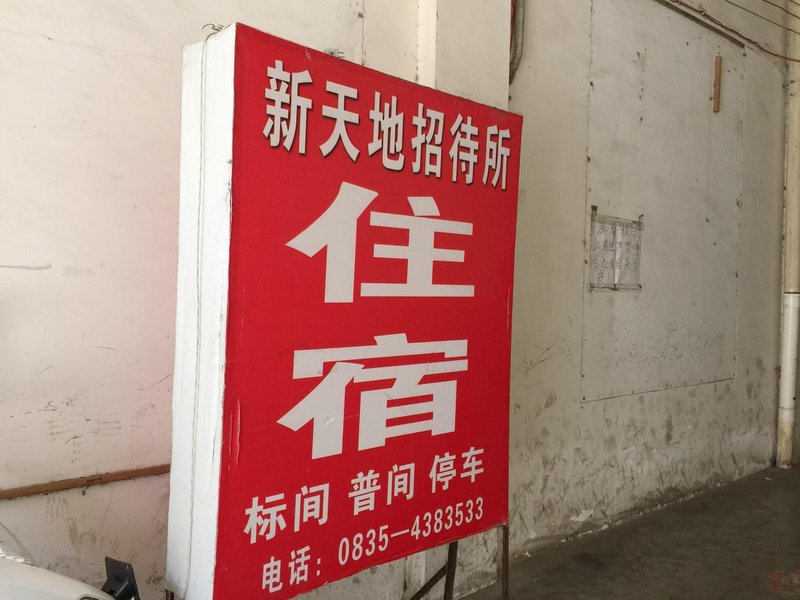 新天地招待所
住
宿
标间 普间 停车
电话：0835—4383533